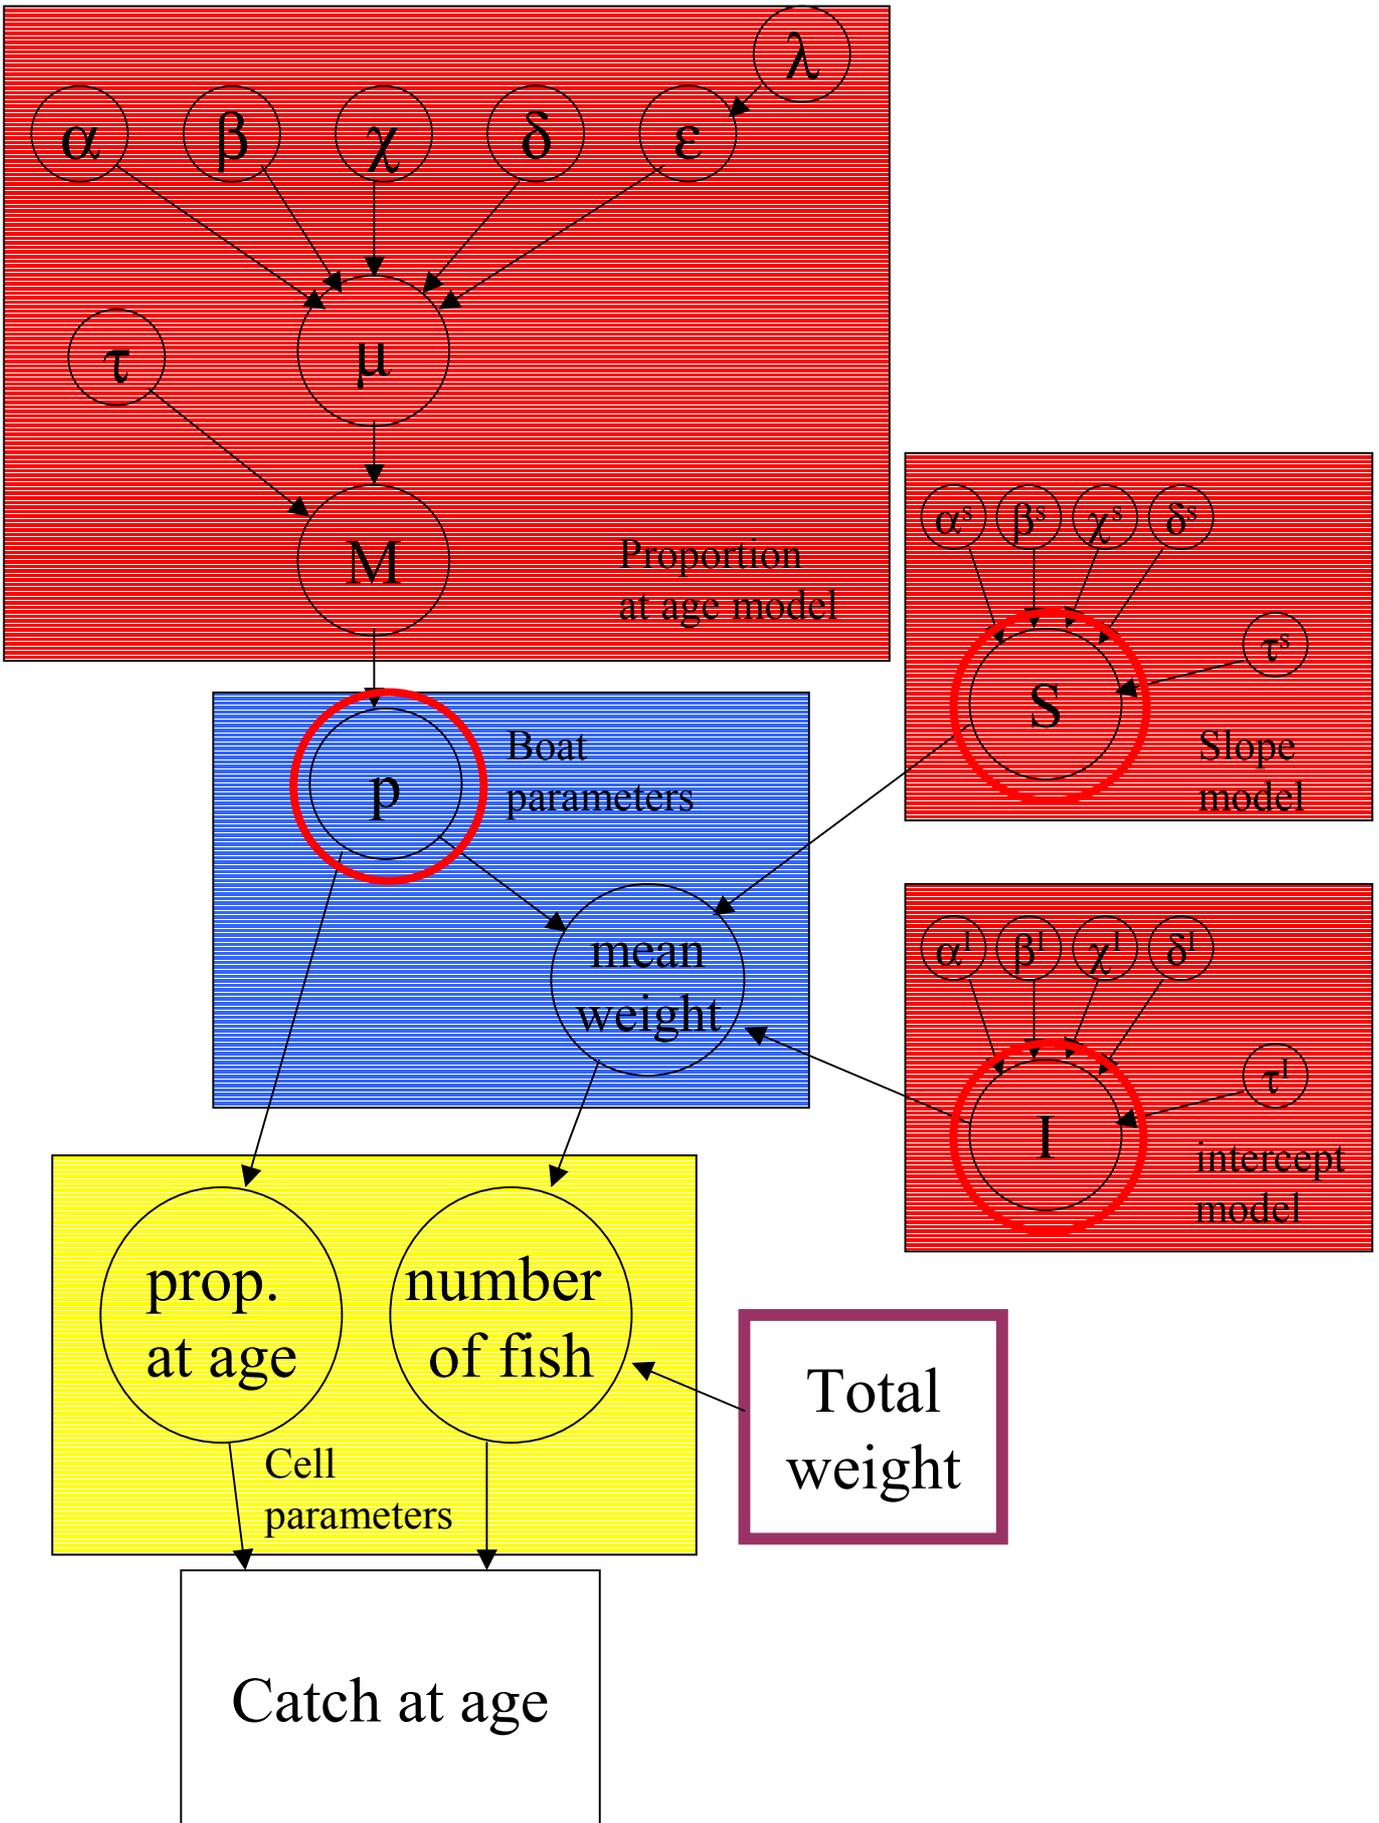 λ
α β χ δ ε
τ μ
M
Proportion
at age model
αˢ βˢ χˢ δˢ
τˢ
S
Slope
model
p
Boat
parameters
mean
weight
αᴵ βᴵ χᴵ δᴵ
τᴵ
I
intercept
model
prop.
at age
number
of fish
Cell
parameters
Total
weight
Catch at age